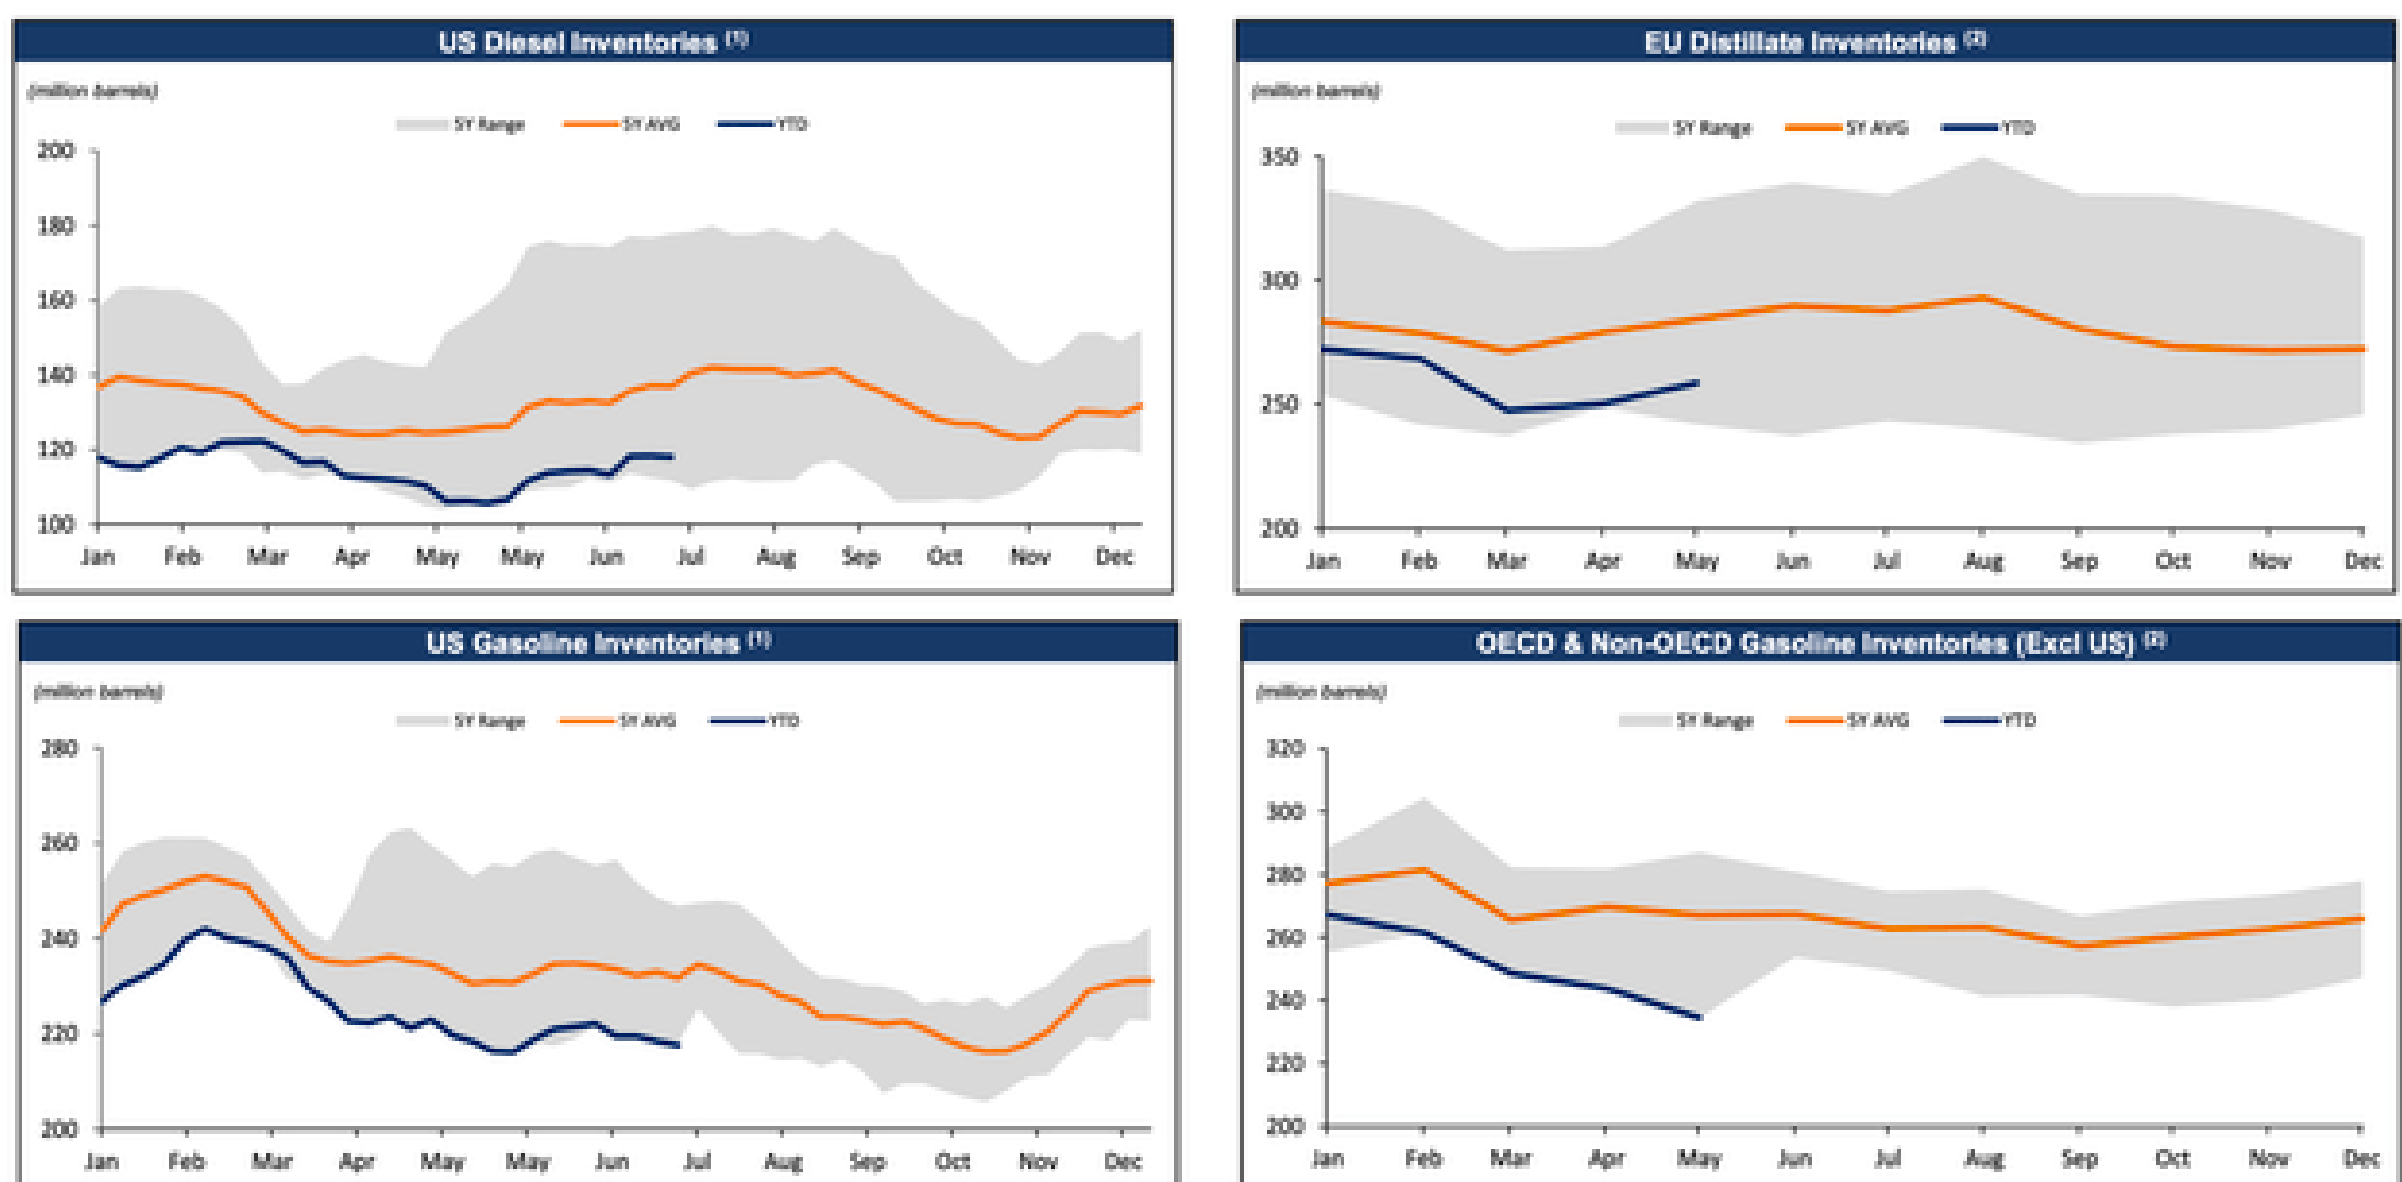 US Diesel Inventories (1)
(million barrels)
5Y Range 5Y AVG YTD
200
180
160
140
120
100
Jan Feb Mar Apr May May Jun Jul Aug Sep Oct Nov Dec
EU Distillate Inventories (2)
(million barrels)
5Y Range 5Y AVG YTD
350
300
250
200
Jan Feb Mar Apr May Jun Jul Aug Sep Oct Nov Dec
US Gasoline Inventories (1)
(million barrels)
5Y Range 5Y AVG YTD
280
260
240
220
200
Jan Feb Mar Apr May May Jun Jul Aug Sep Oct Nov Dec
OECD & Non-OECD Gasoline Inventories (Excl US) (2)
(million barrels)
5Y Range 5Y AVG YTD
320
300
280
260
240
220
200
Jan Feb Mar Apr May Jun Jul Aug Sep Oct Nov Dec